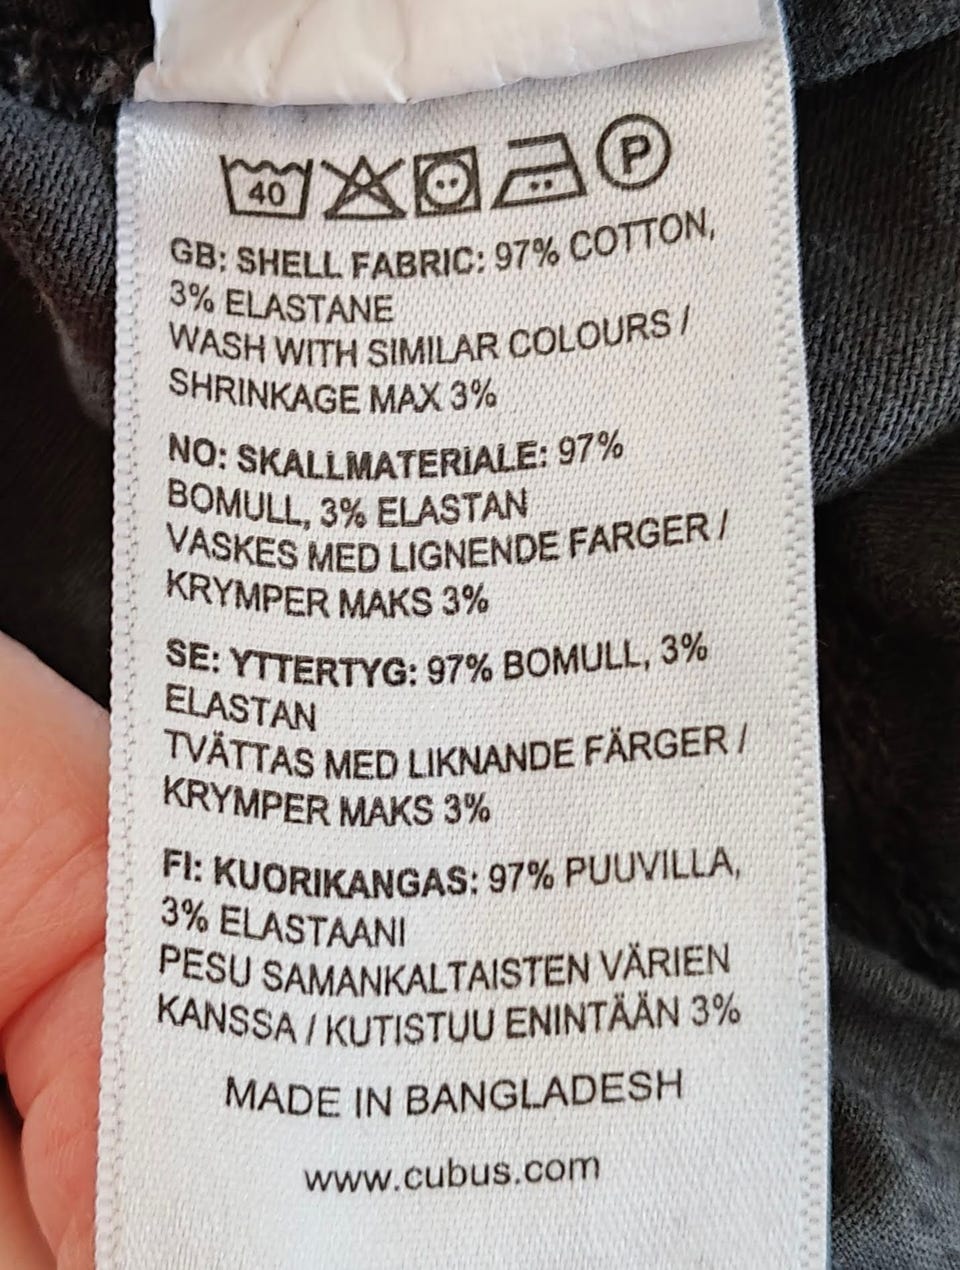 40 P
GB: SHELL FABRIC: 97% COTTON,
3% ELASTANE
WASH WITH SIMILAR COLOURS /
SHRINKAGE MAX 3%
NO: SKALLMATERIALE: 97%
BOMULL, 3% ELASTAN
VASKES MED LIGNENDE FARGER /
KRYMPER MAKS 3%
SE: YTTERTYG: 97% BOMULL, 3%
ELASTAN
TVÄTTAS MED LIKNANDE FÄRGER /
KRYMPER MAKS 3%
FI: KUORIKANGAS: 97% PUUVILLA,
3% ELASTAANI
PESU SAMANKALTAISTEN VÄRIEN
KANSSA / KUTISTUU ENINTÄÄN 3%
MADE IN BANGLADESH
www.cubus.com